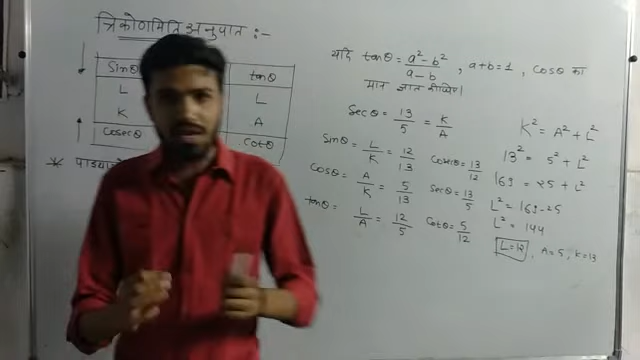 त्रिकोणमिति अनुपात :-
Sinθ tanθ
L L
K A
Cosecθ Cotθ
* पाइथागो
यदि tanθ = a² - b² / a - b , a+b=1 , Cosθ का
मान ज्ञात कीजिए।
Secθ = 13/5 = K/A
Sinθ = L/K = 12/13 Cosecθ = 13/12
Cosθ = A/K = 5/13 Secθ = 13/5
tanθ = L/A = 12/5 Cotθ = 5/12
K² = A² + L²
13² = 5² + L²
169 = 25 + L²
L² = 169 - 25
L² = 144
L = 12 , A = 5 , K = 13